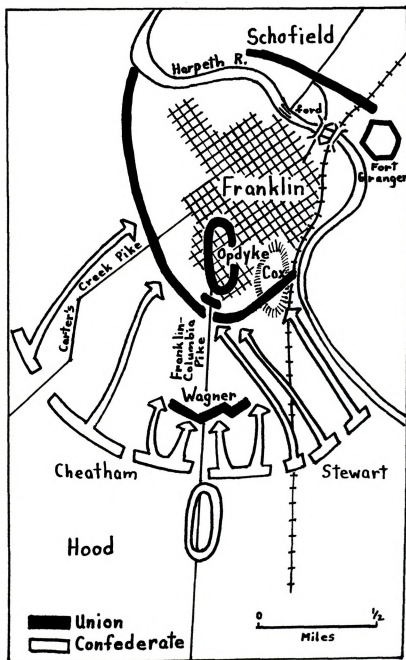 Schofield
Harpeth R.
ford
Fort
Granger
Franklin
Opdyke
Cox
Carter's Creek Pike
Franklin-
Columbia
Pike
Wagner
Cheatham
Stewart
Hood
Union
Confederate
0 1/2
Miles